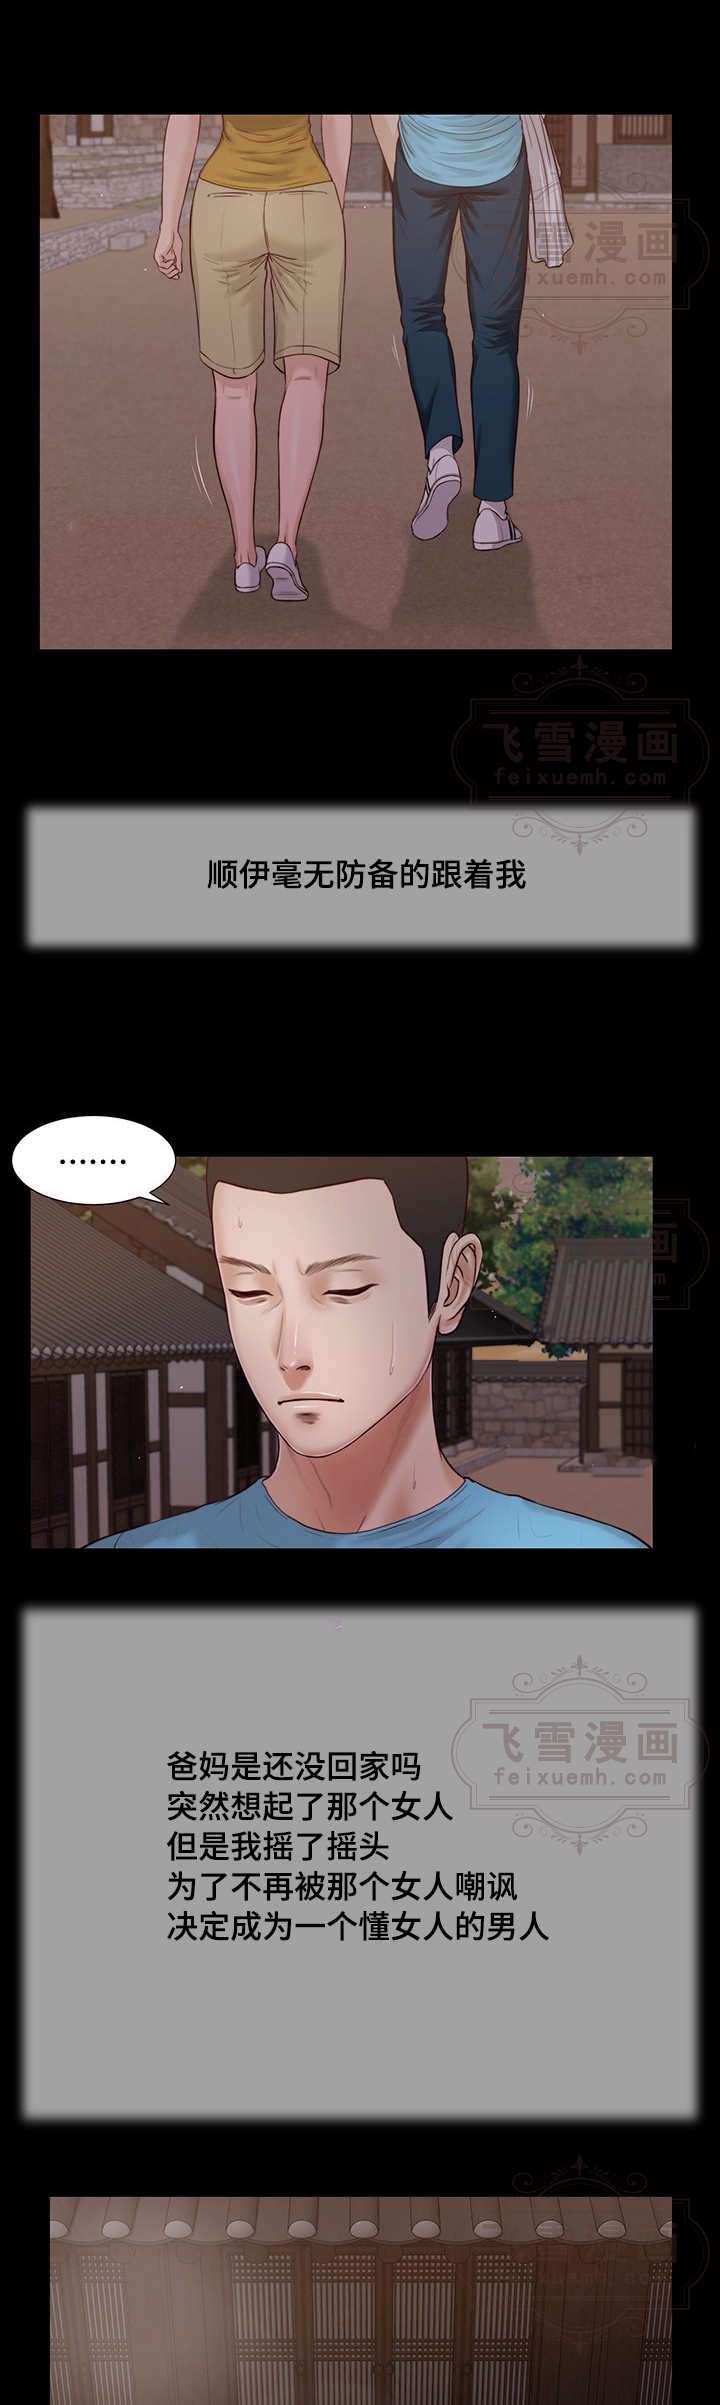 飞雪漫画
feixuemh.com
飞雪漫画
feixuemh.com
顺伊毫无防备的跟着我
.......
爸妈是还没回家吗
突然想起了那个女人
但是我摇了摇头
为了不再被那个女人嘲讽
决定成为一个懂女人的男人
飞雪漫画
feixuemh.com